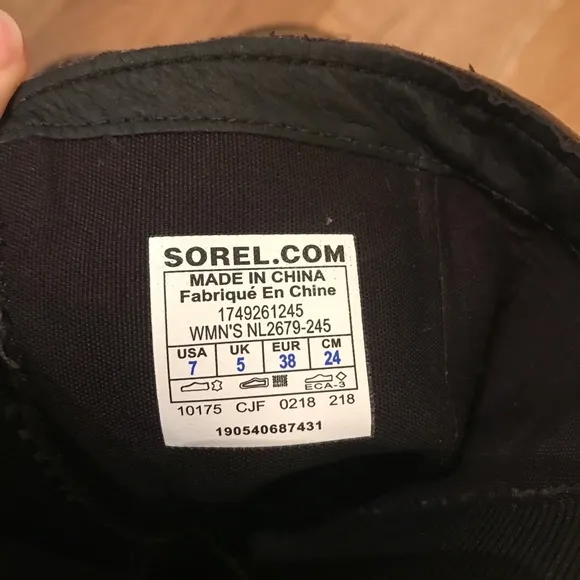 SOREL.COM
MADE IN CHINA
Fabriqué En Chine
1749261245
WMN'S NL2679-245
USA UK EUR CM
7 5 38 24
ECA-3
10175 CJF 0218 218
190540687431